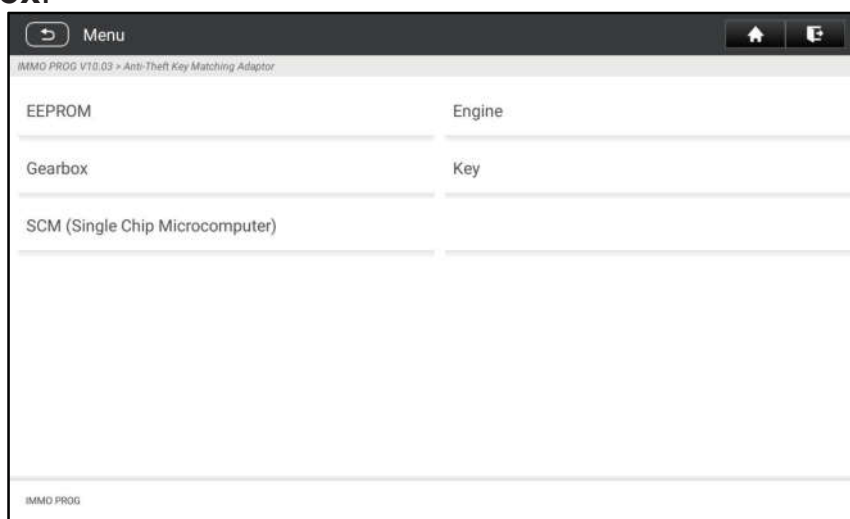 Menu
IMMO PROG V10.03 > Anti-Theft Key Matching Adaptor
EEPROM
Engine
Gearbox
Key
SCM (Single Chip Microcomputer)
IMMO PROG